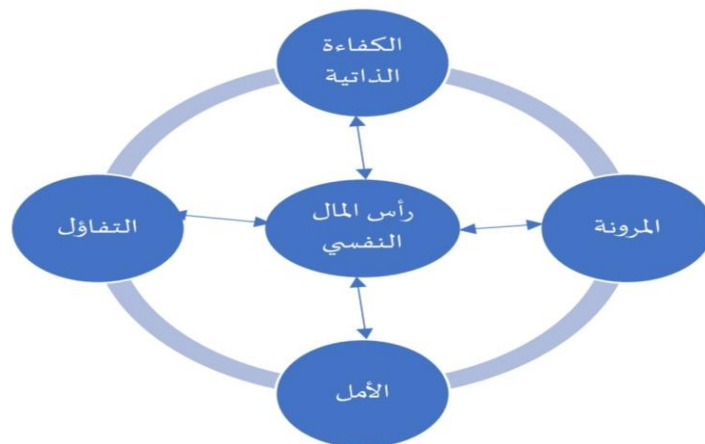 الكفاءة
الذاتية
المرونة
رأس المال
النفسي
التفاؤل
الأمل